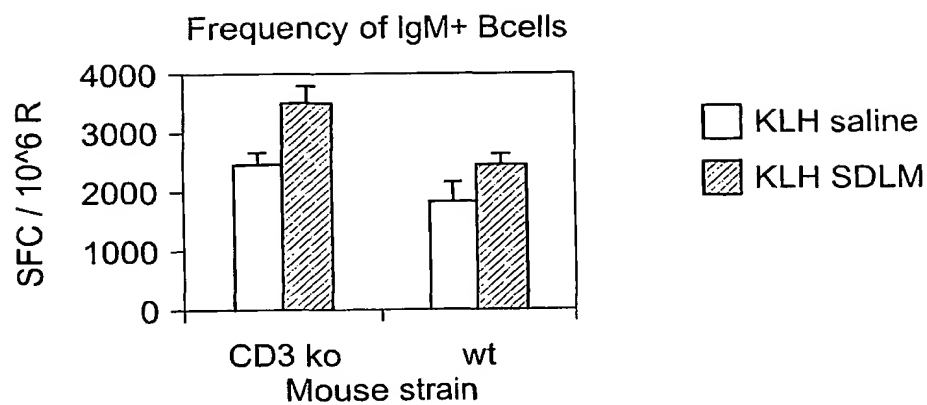 Frequency of IgM+ Bcells
SFC / 10^6 R
4000
3000
2000
1000
0
CD3 ko
wt
Mouse strain
KLH saline
KLH SDLM